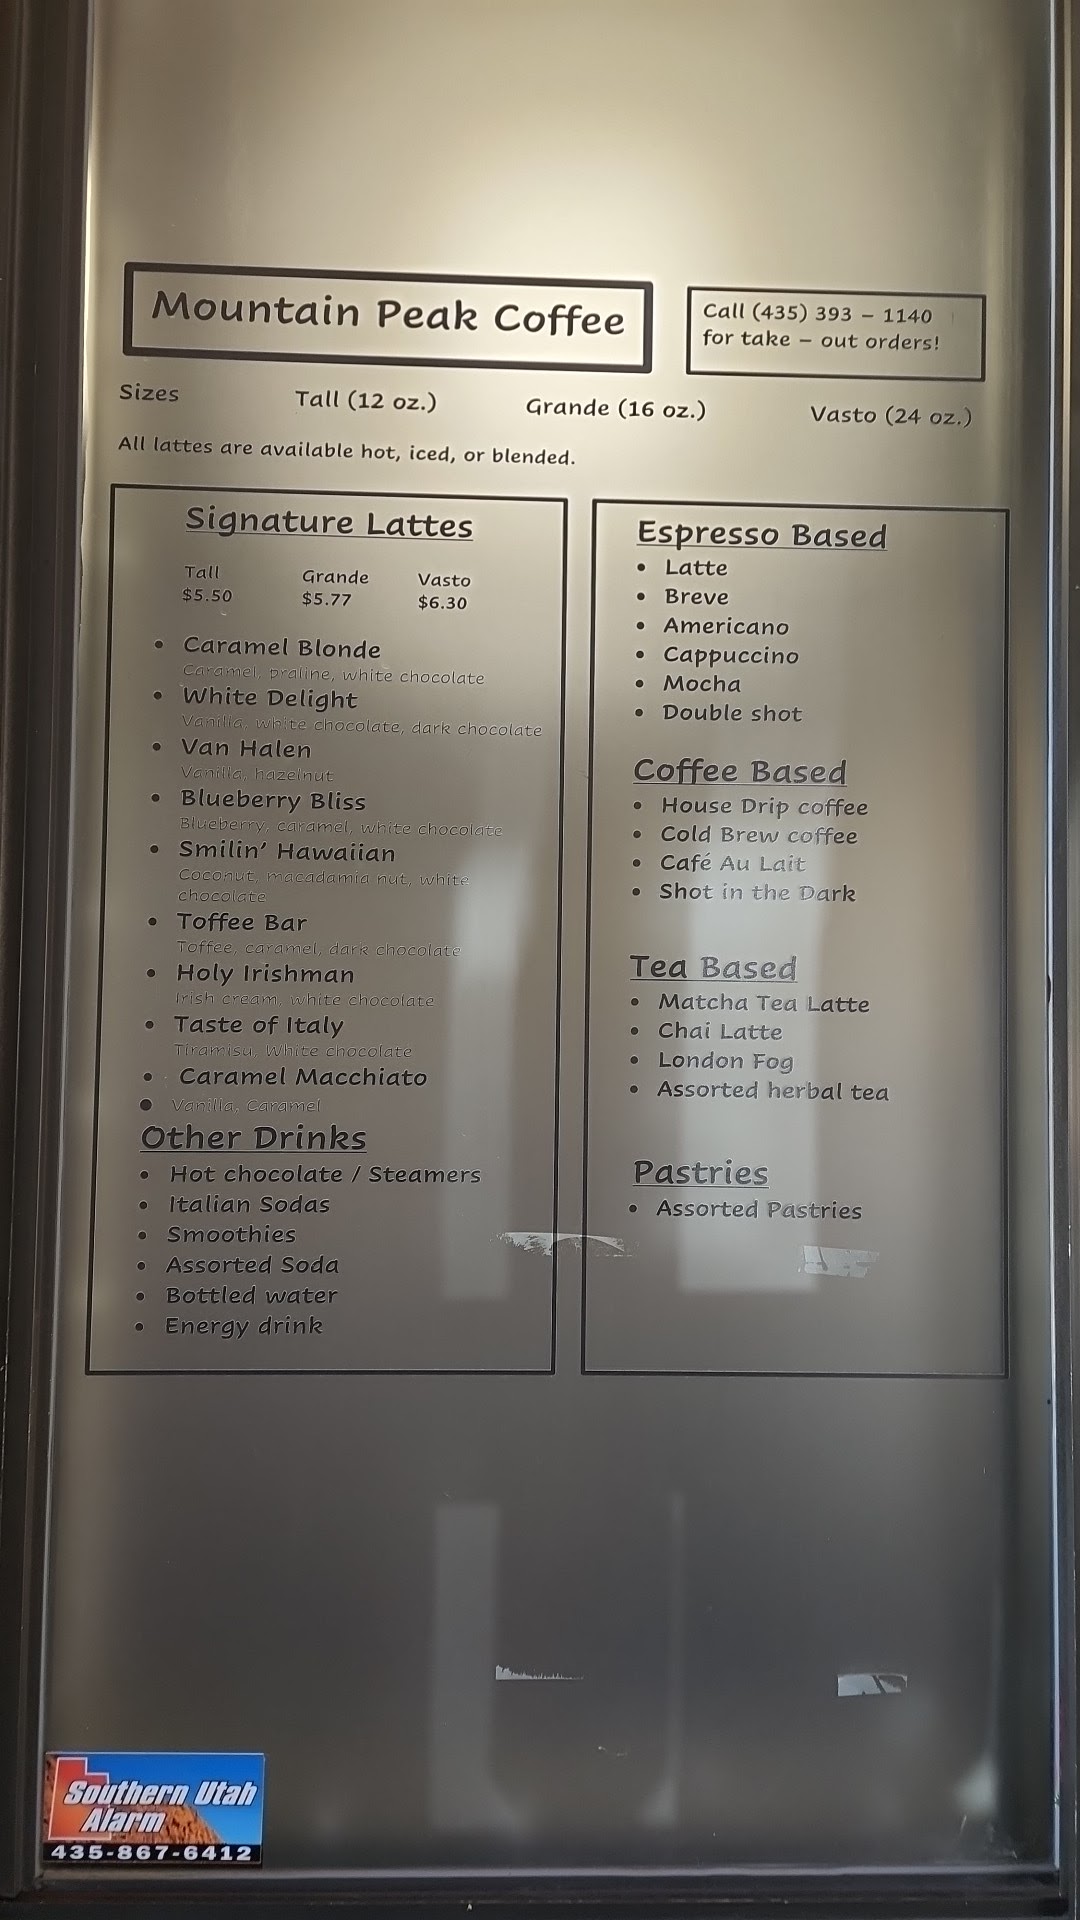 Mountain Peak Coffee
Call (435) 393 – 1140
for take – out orders!
Sizes Tall (12 oz.) Grande (16 oz.) Vasto (24 oz.)
All lattes are available hot, iced, or blended.
Signature Lattes
Tall Grande Vasto
$5.50 $5.77 $6.30
• Caramel Blonde
Caramel, praline, white chocolate
• White Delight
Vanilla, white chocolate, dark chocolate
• Van Halen
Vanilla, hazelnut
• Blueberry Bliss
Blueberry, caramel, white chocolate
• Smilin' Hawaiian
Coconut, macadamia nut, white
chocolate
• Toffee Bar
Toffee, caramel, dark chocolate
• Holy Irishman
Irish cream, white chocolate
• Taste of Italy
Tiramisu, White chocolate
• Caramel Macchiato
• Vanilla, Caramel
Other Drinks
• Hot chocolate / Steamers
• Italian Sodas
• Smoothies
• Assorted Soda
• Bottled water
• Energy drink
Espresso Based
• Latte
• Breve
• Americano
• Cappuccino
• Mocha
• Double shot
Coffee Based
• House Drip coffee
• Cold Brew coffee
• Café Au Lait
• Shot in the Dark
Tea Based
• Matcha Tea Latte
• Chai Latte
• London Fog
• Assorted herbal tea
Pastries
• Assorted Pastries
Southern Utah
Alarm
435-867-6412